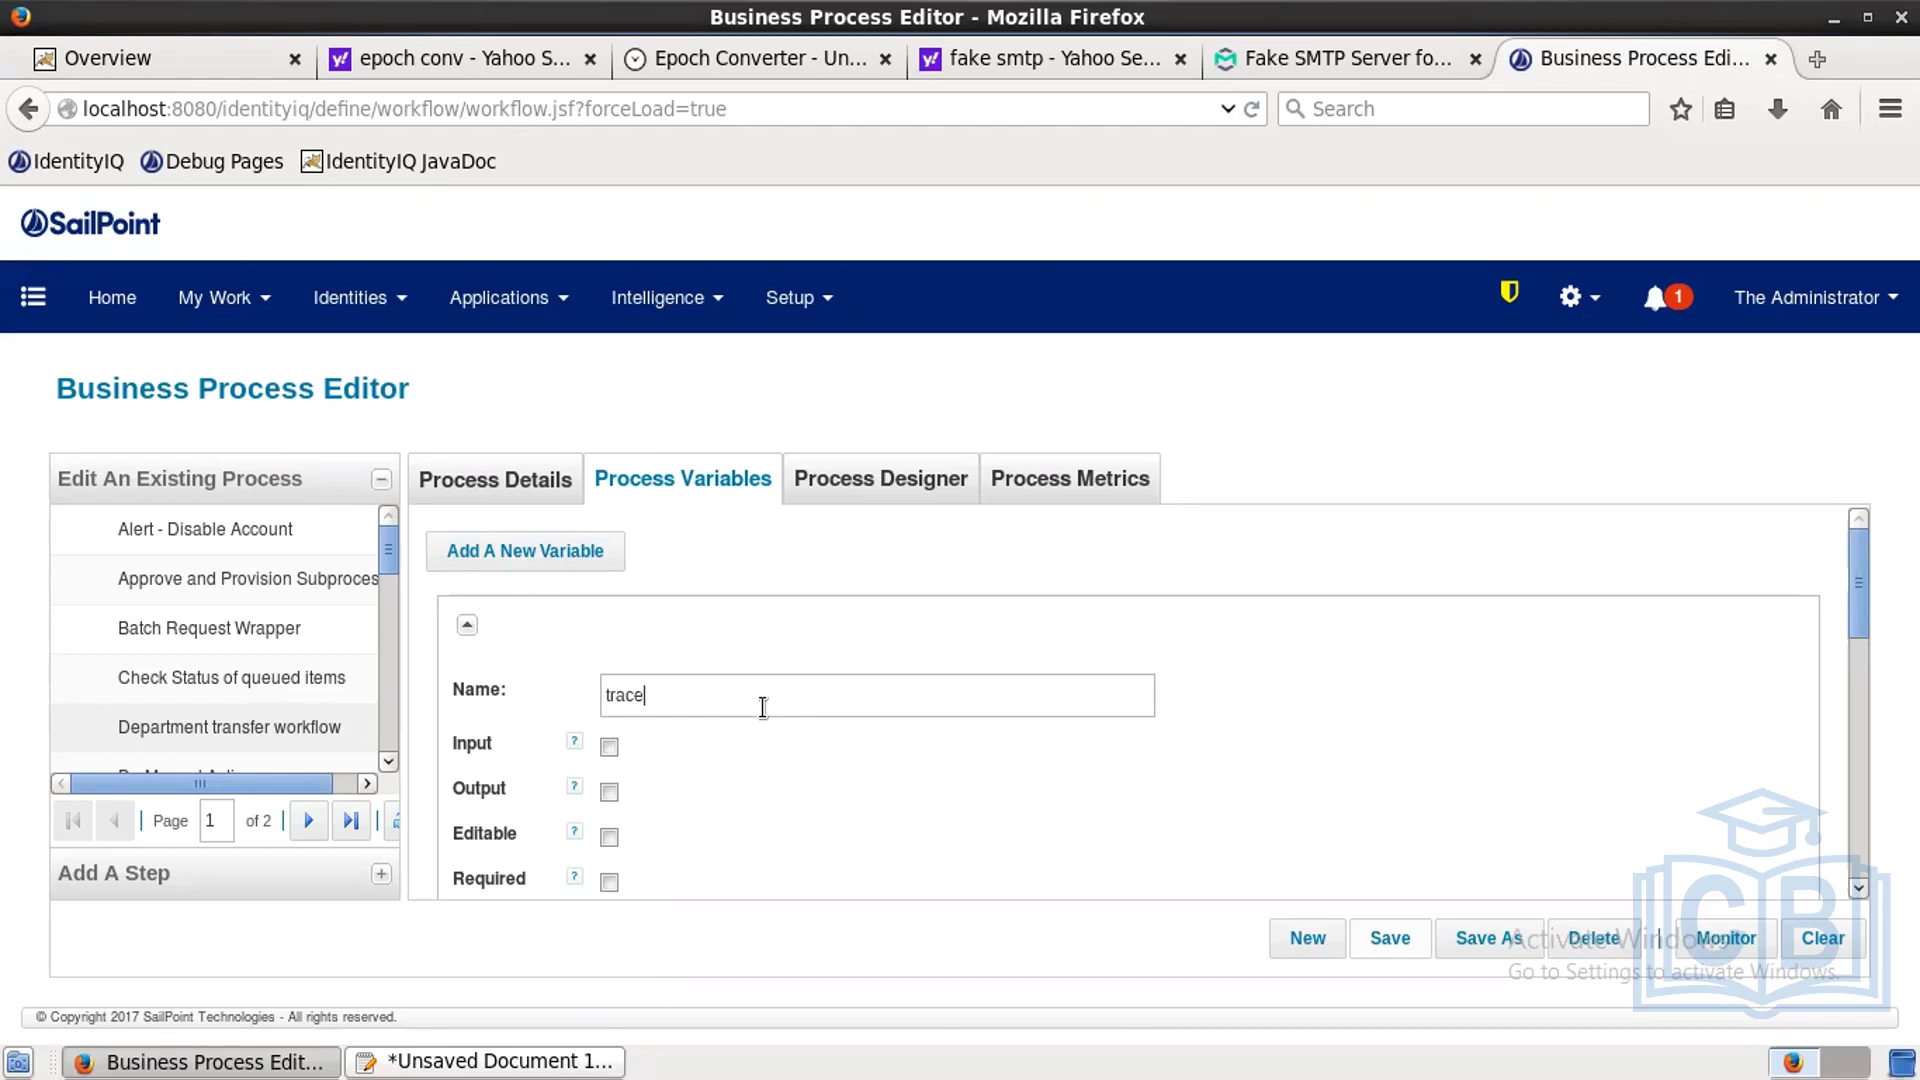 Business Process Editor - Mozilla Firefox
Overview
epoch conv - Yahoo S...
Epoch Converter - Un...
fake smtp - Yahoo Se...
Fake SMTP Server fo...
Business Process Edi...
localhost:8080/identityiq/define/workflow/workflow.jsf?forceLoad=true
Search
IdentityIQ
Debug Pages
IdentityIQ JavaDoc
SailPoint
Home
My Work
Identities
Applications
Intelligence
Setup
1
The Administrator
Business Process Editor
Edit An Existing Process
Process Details
Process Variables
Process Designer
Process Metrics
Alert - Disable Account
Approve and Provision Subproces
Batch Request Wrapper
Check Status of queued items
Department transfer workflow
Page 1 of 2
Add A Step
Add A New Variable
Name:
trace
Input ?
Output ?
Editable ?
Required ?
New
Save
Save As
Delete
Monitor
Clear
Activate Windows
Go to Settings to activate Windows.
CB
© Copyright 2017 SailPoint Technologies - All rights reserved.
Business Process Edit...
*Unsaved Document 1...